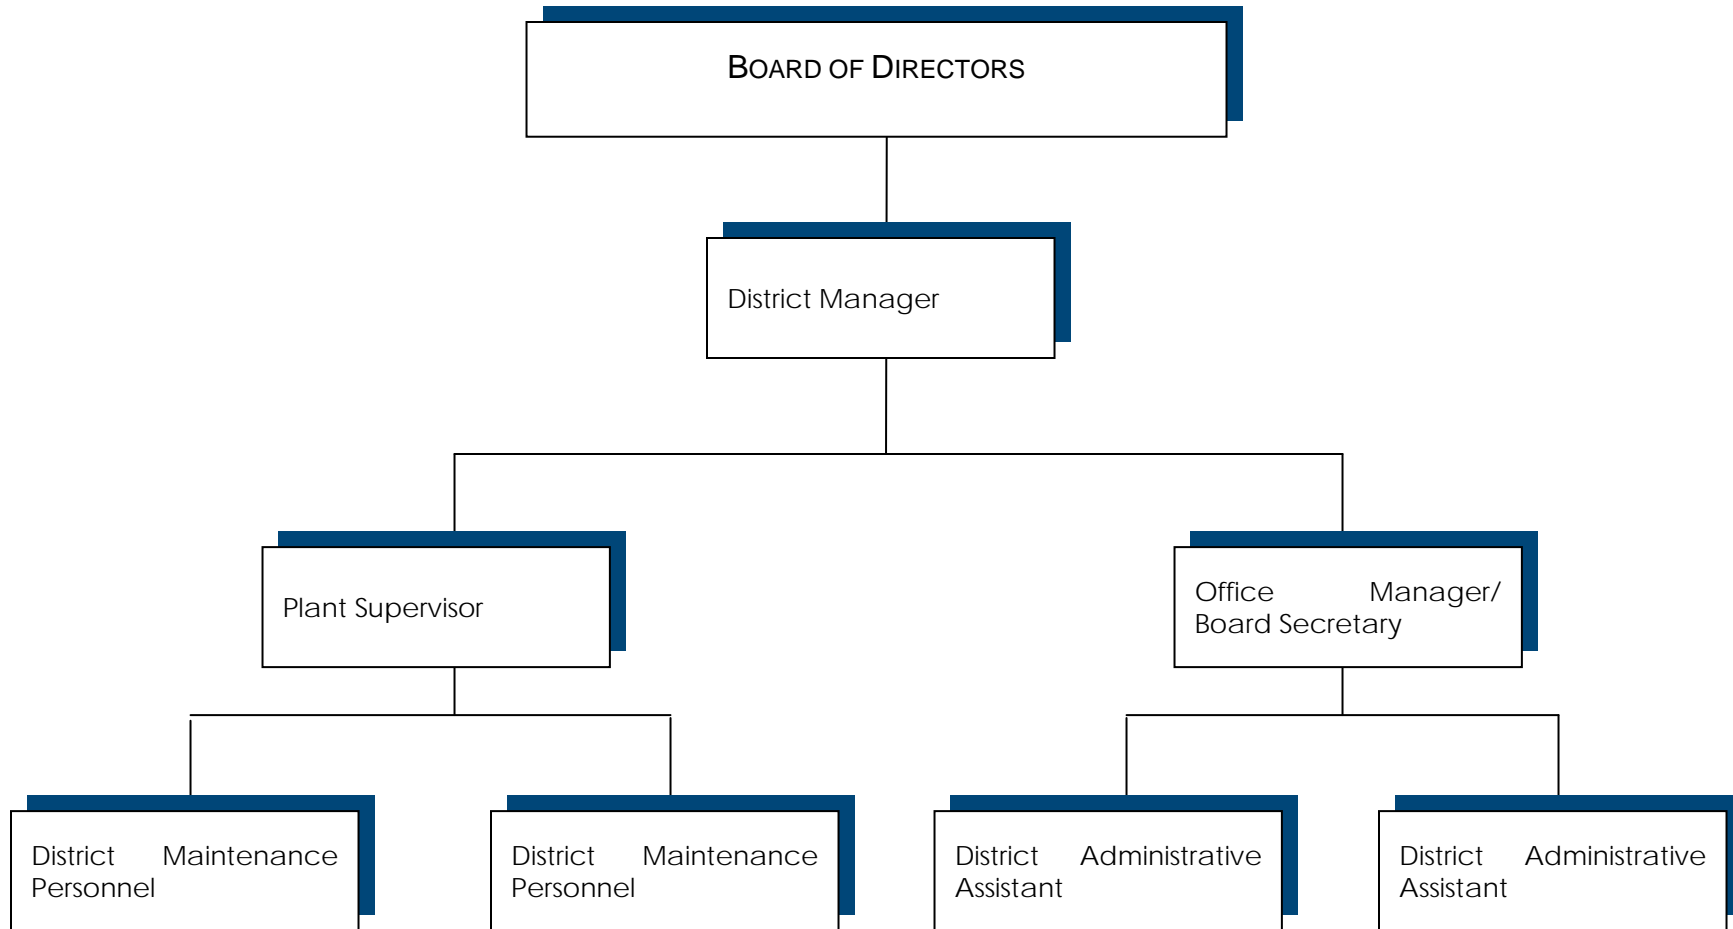 BOARD OF DIRECTORS
District Manager
Plant Supervisor
Office Manager/
Board Secretary
District Maintenance
Personnel
District Maintenance
Personnel
District Administrative
Assistant
District Administrative
Assistant